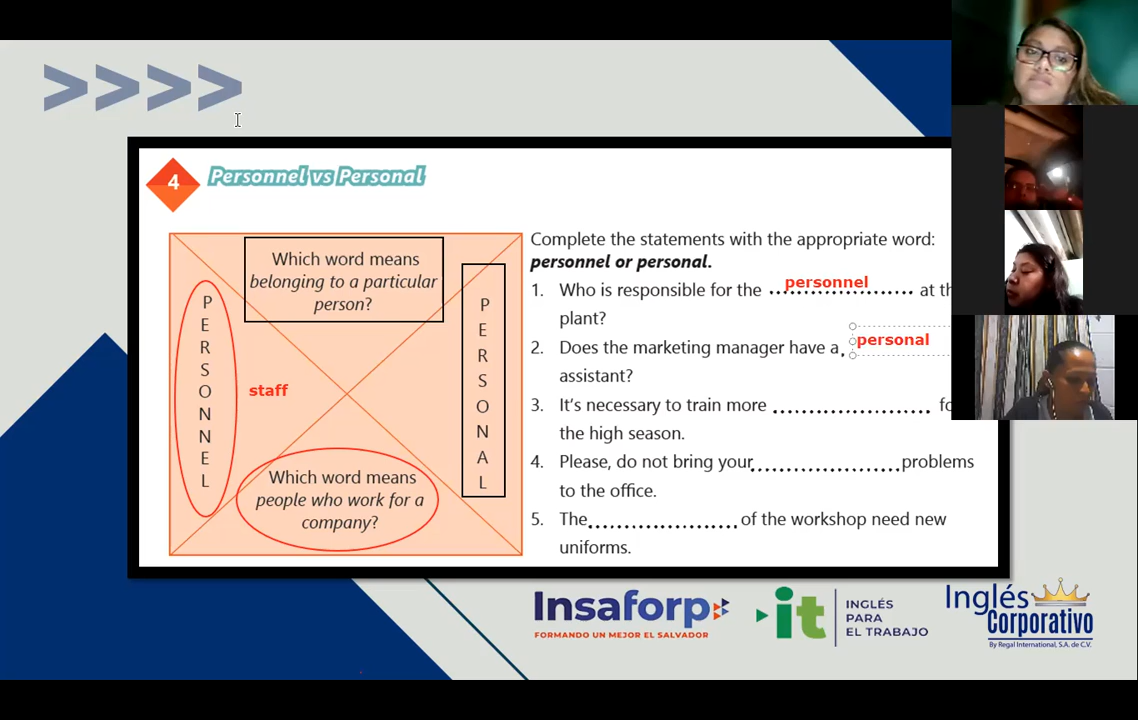 >>>>
4 Personnel vs Personal
Which word means
belonging to a particular
person?
PERSONNEL
staff
PERSONAL
Which word means
people who work for a
company?
Complete the statements with the appropriate word:
personnel or personal.
1. Who is responsible for the personnel at th
plant?
2. Does the marketing manager have a personal
assistant?
3. It's necessary to train more ........................ fo
the high season.
4. Please, do not bring your........................problems
to the office.
5. The........................ of the workshop need new
uniforms.
Insaforp
FORMANDO UN MEJOR EL SALVADOR
it
INGLÉS
PARA
EL TRABAJO
Inglés
Corporativo
By Regal International, S.A. de C.V.